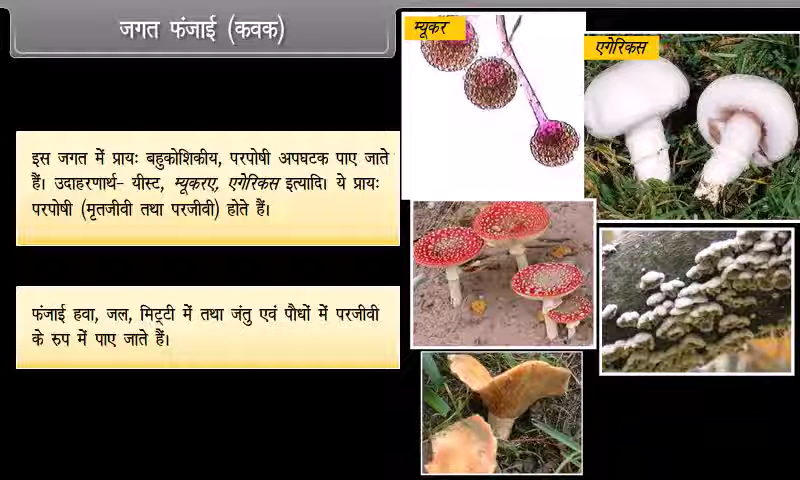 जगत फंजाई (कवक)
म्यूकर
एगेरिकस
इस जगत में प्रायः बहुकोशिकीय, परपोषी अपघटक पाए जाते
हैं। उदाहरणार्थ- यीस्ट, म्यूकरए, एगेरिकस इत्यादि। ये प्रायः
परपोषी (मृतजीवी तथा परजीवी) होते हैं।
फंजाई हवा, जल, मिट्टी में तथा जंतु एवं पौधों में परजीवी
के रुप में पाए जाते हैं।